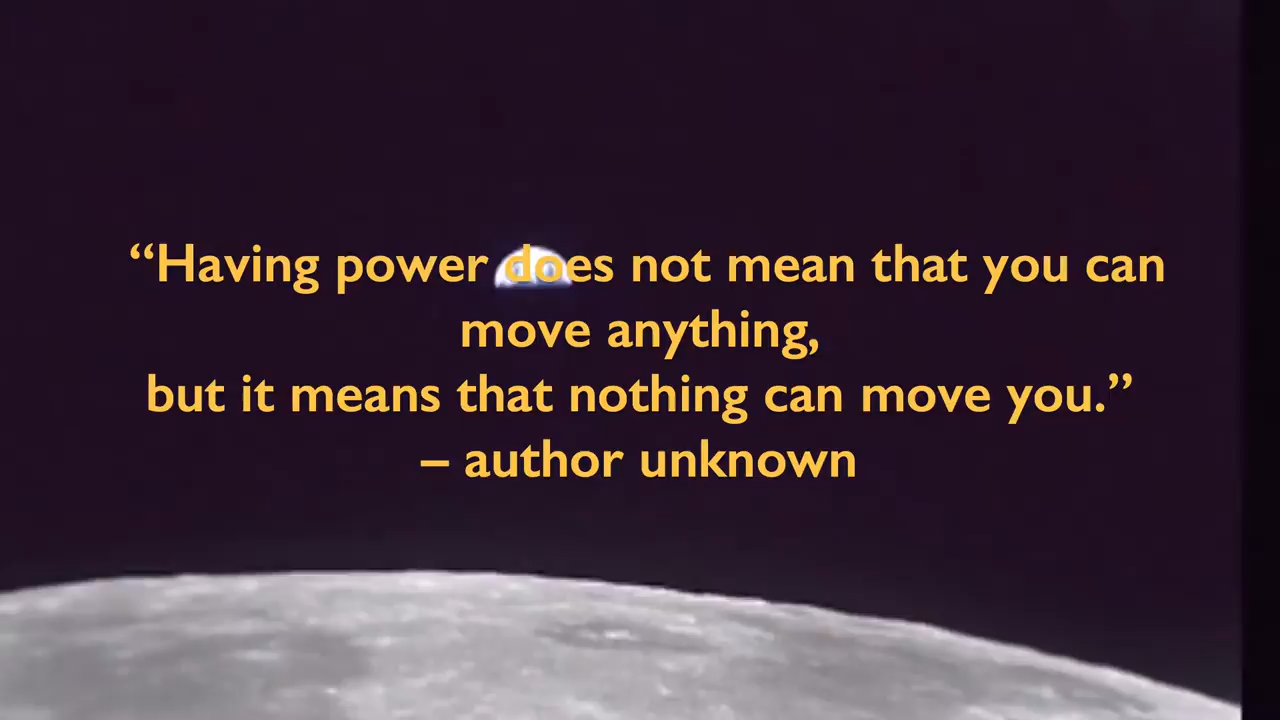 “Having power does not mean that you can
move anything,
but it means that nothing can move you.”
– author unknown